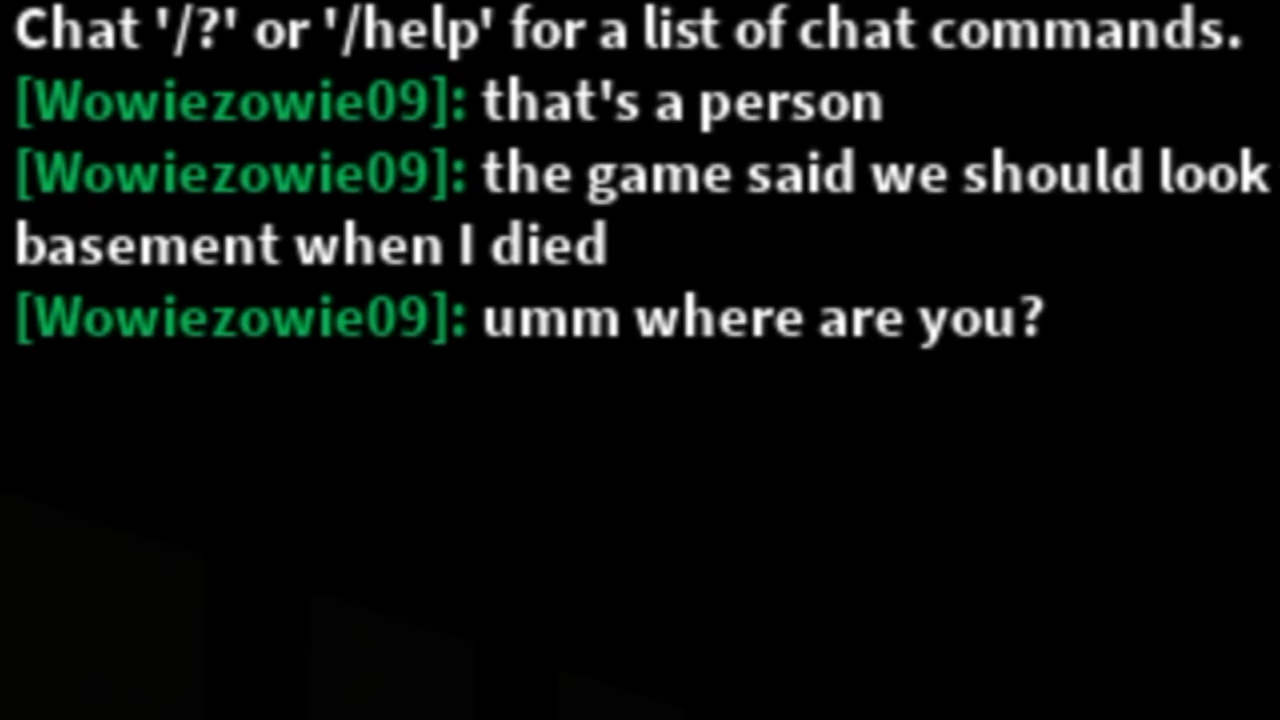 Chat '/?' or '/help' for a list of chat commands.
[Wowiezowie09]: that's a person
[Wowiezowie09]: the game said we should look
basement when I died
[Wowiezowie09]: umm where are you?